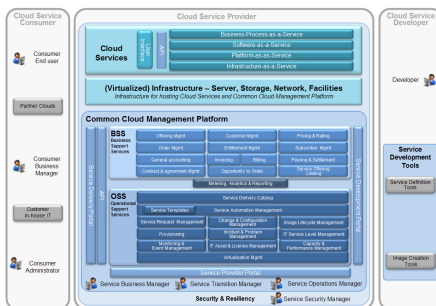 Cloud Service Consumer
Cloud Service Provider
Cloud Service Developer
Consumer End user
Partner Clouds
Consumer Business Manager
Customer In-house IT
Consumer Administrator
Cloud Services
User Interface
API
Business-Process-as-a-Service
Software-as-a-Service
Platform-as-as-Service
Infrastructure-as-a-Service
(Virtualized) Infrastructure – Server, Storage, Network, Facilities
Infrastructure for hosting Cloud Services and Common Cloud Management Platform
Common Cloud Management Platform
Service Delivery Portal
API
BSS
Business Support Services
Offering Mgmt
Customer Mgmt
Pricing & Rating
Order Mgmt
Entitlement Mgmt
Subscriber Mgmt
General accounting
Invoicing
Billing
Peering & Settlement
Contract & agreement Mgmt
Opportunity to Order
Service Offering Catalog
Metering, Analytics & Reporting
OSS
Operational Support Services
Service Delivery Catalog
Service Templates
Service Automation Management
Service Request Management
Change & Configuration Management
Image Lifecycle Management
Provisioning
Incident & Problem Management
IT Service Level Management
Monitoring & Event Management
IT Asset & License Management
Capacity & Performance Management
Virtualization Mgmt
Service Development Portal
Service Provider Portal
Service Business Manager
Service Transition Manager
Service Operations Manager
Security & Resiliency
Service Security Manager
Developer
Service Development Tools
Service Definition Tools
Image Creation Tools